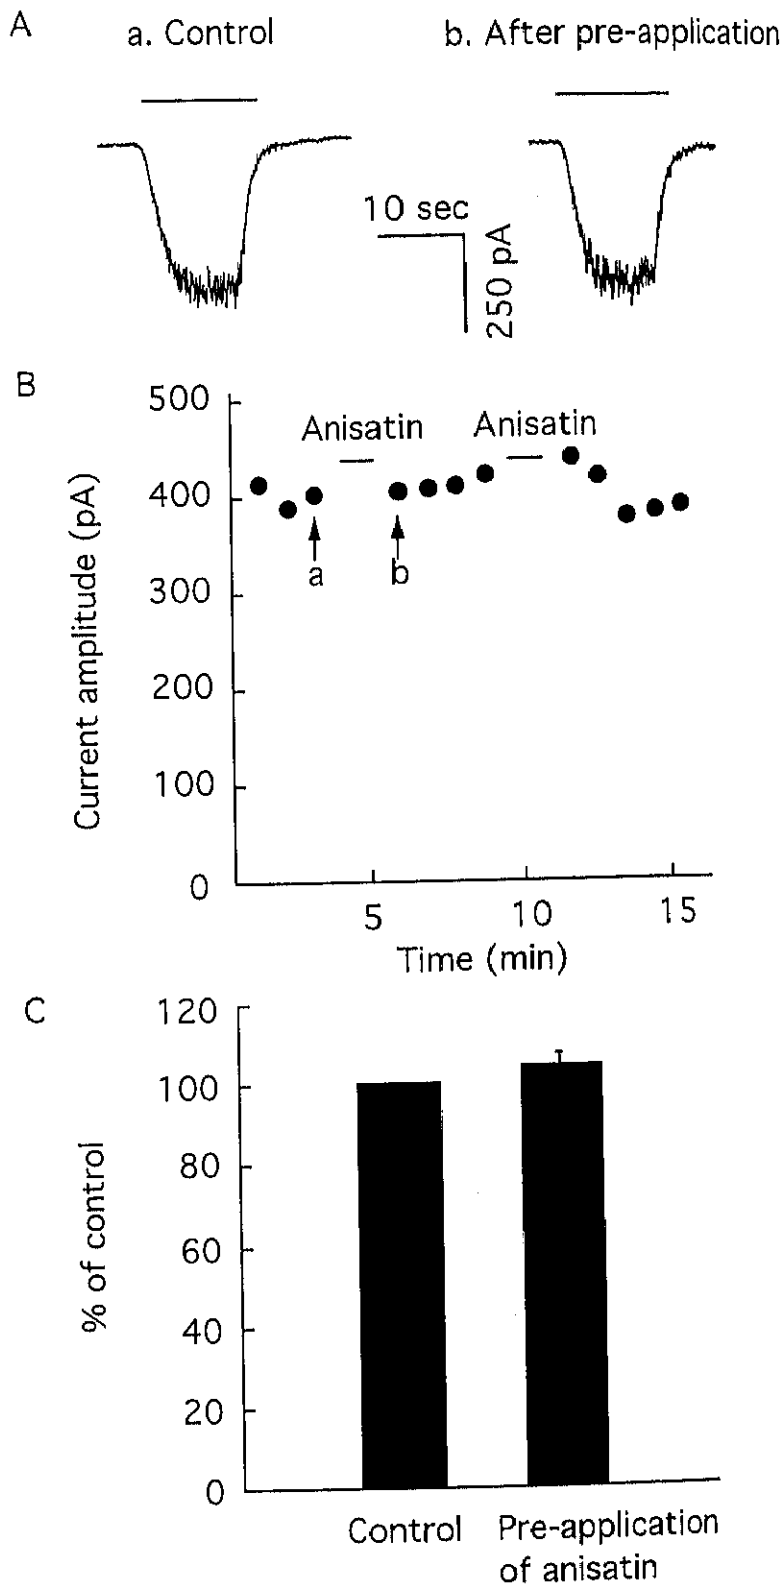 A
a. Control
b. After pre-application
10 sec
250 pA
B
500
400
300
200
100
0
Current amplitude (pA)
Anisatin
Anisatin
a
b
5
10
15
Time (min)
C
120
100
80
60
40
20
0
% of control
Control
Pre-application
of anisatin